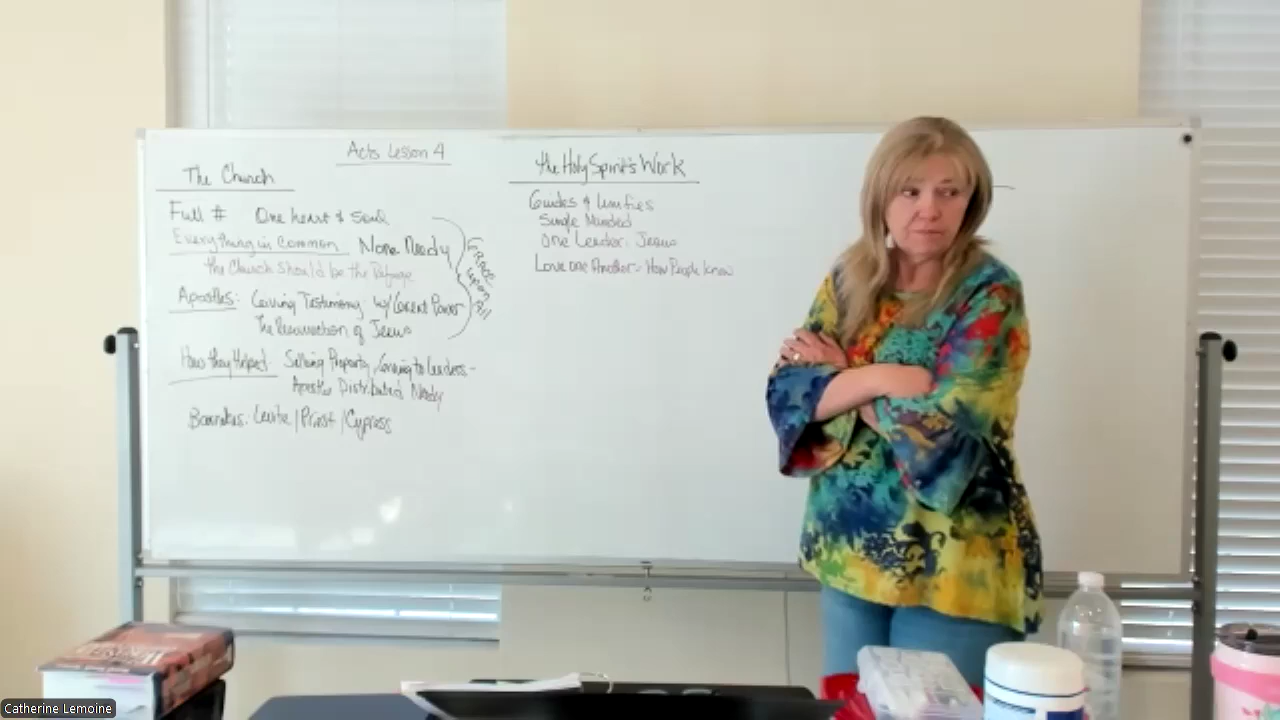 Acts Lesson 4
The Church
Full # One heart & Soul
Everything in Common None Needy
the Church should be the Refuge
Grace upon All
Apostles: Giving Testimony w/Great Power
The Resurrection of Jesus
How they Helped Selling Property, Giving to Leaders -
Apostles Distributed Needy
Barnabas: Levite / Priest / Cypress
the Holy Spirit's Work
Guides & Unifies
Single Minded
One Leader: Jesus
Love one Another - How People Know
Catherine Lemoine